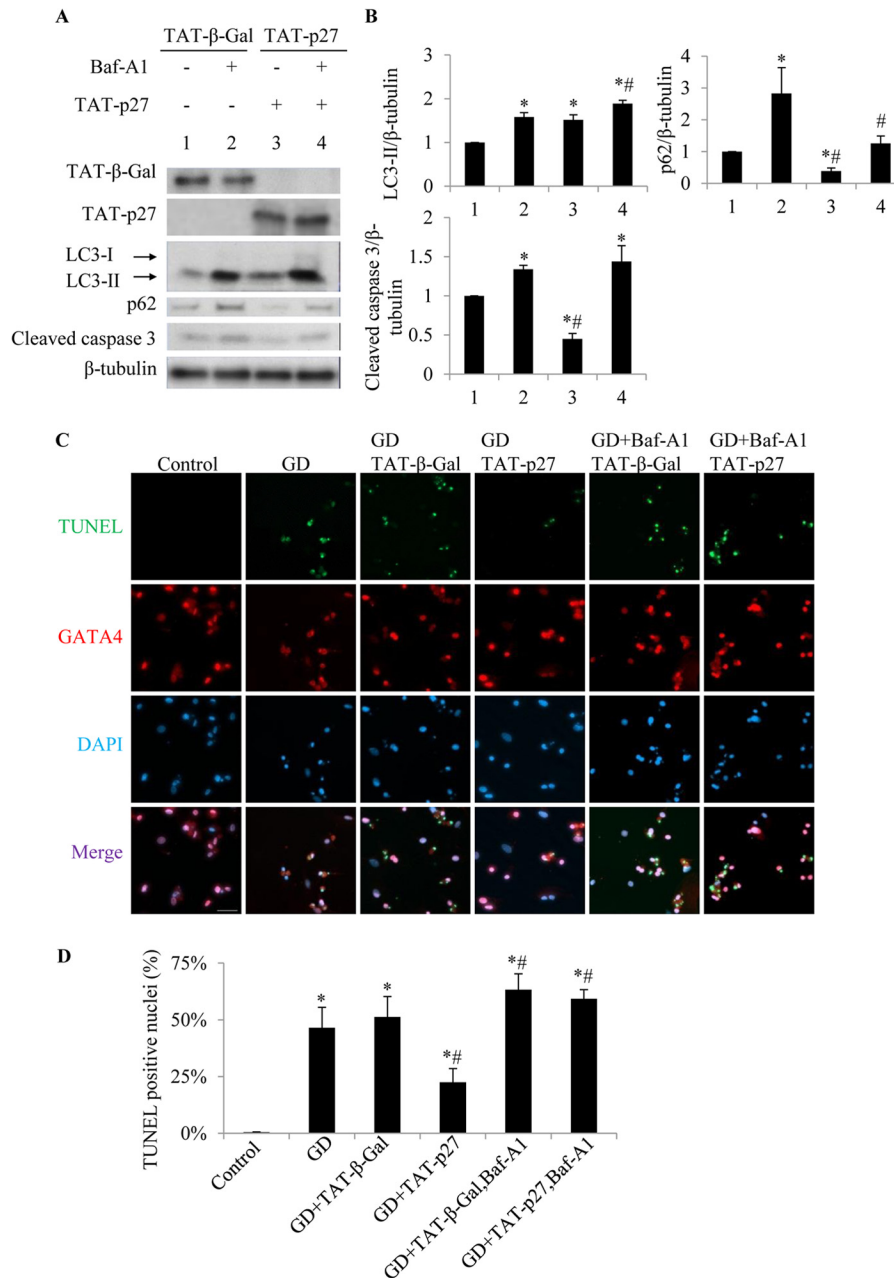 A
TAT-β-Gal TAT-p27
Baf-A1 - + - +
TAT-p27 - - + +
1 2 3 4
TAT-β-Gal
TAT-p27
LC3-I
LC3-II
p62
Cleaved caspase 3
β-tubulin
B
LC3-II/β-tubulin
3
2
1
0
* * *#
1 2 3 4
p62/β-tubulin
4
3
2
1
0
* *# #
1 2 3 4
Cleaved caspase 3/β-
tubulin
2
1.5
1
0.5
0
* *# *
1 2 3 4
C
Control
GD
GD
TAT-β-Gal
GD
TAT-p27
GD+Baf-A1
TAT-β-Gal
GD+Baf-A1
TAT-p27
TUNEL
GATA4
DAPI
Merge
D
TUNEL positive nuclei (%)
75%
50%
25%
0%
* * *# *# *#
Control
GD
GD+TAT-β-Gal
GD+TAT-p27
GD+TAT-β-Gal,Baf-A1
GD+TAT-p27,Baf-A1